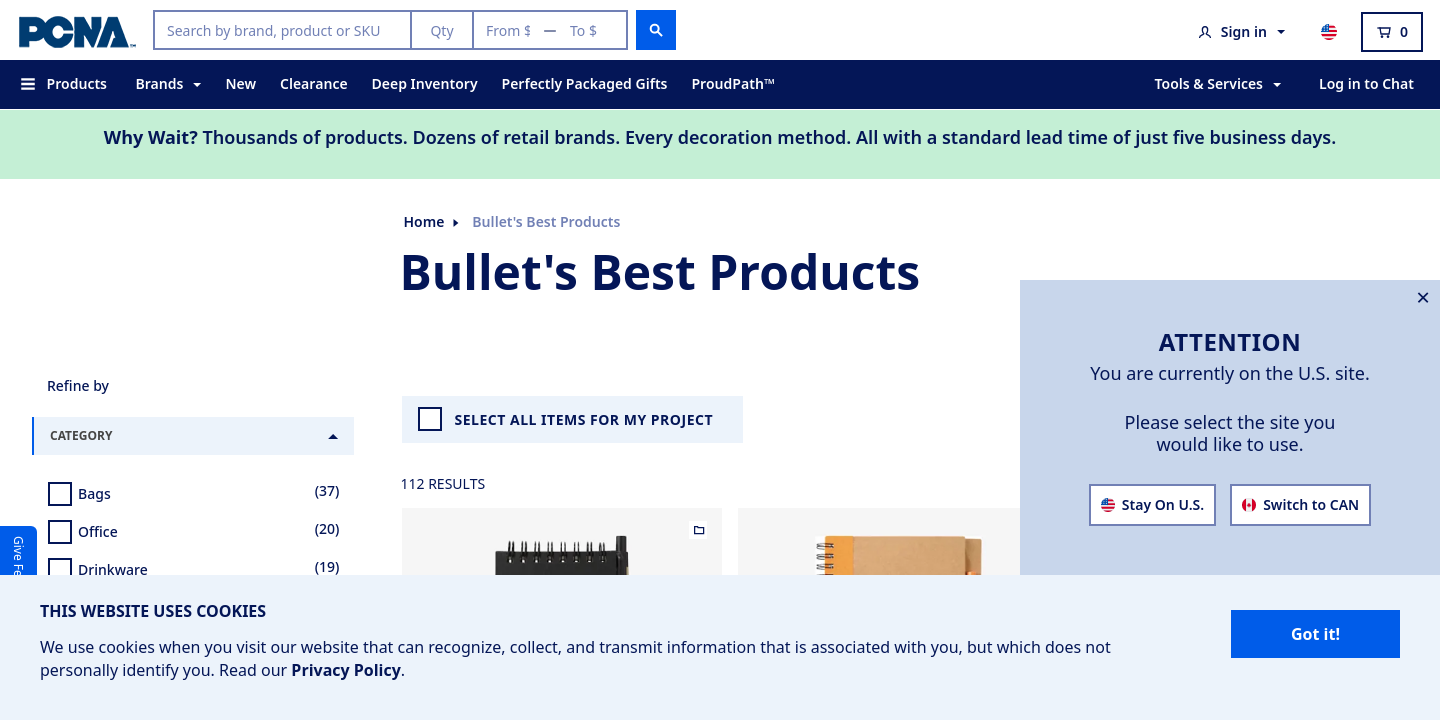 PCNA™
Search by brand, product or SKU
Qty
From $ — To $
Sign in
0
Products
Brands
New
Clearance
Deep Inventory
Perfectly Packaged Gifts
ProudPath™
Tools & Services
Log in to Chat
Why Wait? Thousands of products. Dozens of retail brands. Every decoration method. All with a standard lead time of just five business days.
Home
Bullet's Best Products
Bullet's Best Products
ATTENTION
You are currently on the U.S. site.
Please select the site you
would like to use.
Stay On U.S.
Switch to CAN
Refine by
CATEGORY
Bags (37)
Office (20)
Drinkware (19)
SELECT ALL ITEMS FOR MY PROJECT
112 RESULTS
Give
THIS WEBSITE USES COOKIES
We use cookies when you visit our website that can recognize, collect, and transmit information that is associated with you, but which does not
personally identify you. Read our Privacy Policy.
Got it!